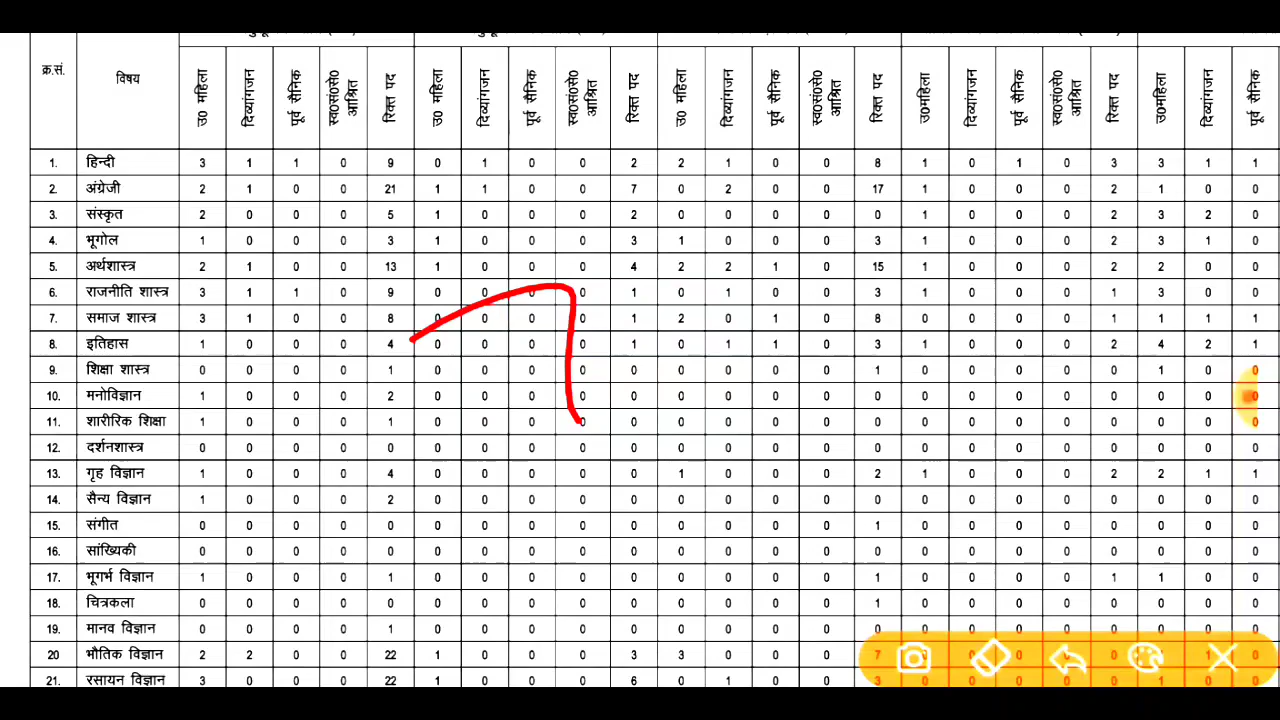 क्र.सं. विषय उ0 महिला दिव्यांगजन पूर्व सैनिक स्व0सं0से0 आश्रित रिक्त पद उ0 महिला दिव्यांगजन पूर्व सैनिक स्व0सं0से0 आश्रित रिक्त पद उ0 महिला दिव्यांगजन पूर्व सैनिक स्व0सं0से0 आश्रित रिक्त पद उ0महिला दिव्यांगजन पूर्व सैनिक स्व0सं0से0 आश्रित रिक्त पद उ0महिला दिव्यांगजन पूर्व सैनिक
1. हिन्दी 3 1 1 0 9 0 1 0 0 2 2 1 0 0 8 1 0 1 0 3 3 1 1
2. अंग्रेजी 2 1 0 0 21 1 1 0 0 7 0 2 0 0 17 1 0 0 0 2 1 0 0
3. संस्कृत 2 0 0 0 5 1 0 0 0 2 0 0 0 0 0 1 0 0 0 2 3 2 0
4. भूगोल 1 0 0 0 3 1 0 0 0 3 1 0 0 0 3 1 0 0 0 2 3 1 0
5. अर्थशास्त्र 2 1 0 0 13 1 0 0 0 4 2 2 1 0 15 1 0 0 0 2 2 0 0
6. राजनीति शास्त्र 3 1 1 0 9 0 0 0 0 1 0 1 0 0 3 1 0 0 0 1 3 0 0
7. समाज शास्त्र 3 1 0 0 8 0 0 0 0 1 2 0 1 0 8 0 0 0 0 1 1 1 1
8. इतिहास 1 0 0 0 4 0 0 0 0 1 0 1 1 0 3 1 0 0 0 2 4 2 1
9. शिक्षा शास्त्र 0 0 0 0 1 0 0 0 0 0 0 0 0 0 1 0 0 0 0 0 1 0 0
10. मनोविज्ञान 1 0 0 0 2 0 0 0 0 0 0 0 0 0 0 0 0 0 0 0 0 0 0
11. शारीरिक शिक्षा 1 0 0 0 1 0 0 0 0 0 0 0 0 0 0 0 0 0 0 0 0 0 0
12. दर्शनशास्त्र 0 0 0 0 0 0 0 0 0 0 0 0 0 0 0 0 0 0 0 0 0 0 0
13. गृह विज्ञान 1 0 0 0 4 0 0 0 0 0 1 0 0 0 2 1 0 0 0 2 2 1 1
14. सैन्य विज्ञान 1 0 0 0 2 0 0 0 0 0 0 0 0 0 0 0 0 0 0 0 0 0 0
15. संगीत 0 0 0 0 0 0 0 0 0 0 0 0 0 0 1 0 0 0 0 0 0 0 0
16. सांख्यिकी 0 0 0 0 0 0 0 0 0 0 0 0 0 0 0 0 0 0 0 0 0 0 0
17. भूगर्भ विज्ञान 1 0 0 0 1 0 0 0 0 0 0 0 0 0 1 0 0 0 0 1 1 0 0
18. चित्रकला 0 0 0 0 0 0 0 0 0 0 0 0 0 0 1 0 0 0 0 0 0 0 0
19. मानव विज्ञान 0 0 0 0 1 0 0 0 0 0 0 0 0 0 0 0 0 0 0 0 0 0 0
20 भौतिक विज्ञान 2 2 0 0 22 1 0 0 0 3 3 0 0 0 7 0 0 0 1 0
21. रसायन विज्ञान 3 0 0 0 22 0 0 0 0 6 0 1 0 0 3 0 0 0 0 0 1 0 0